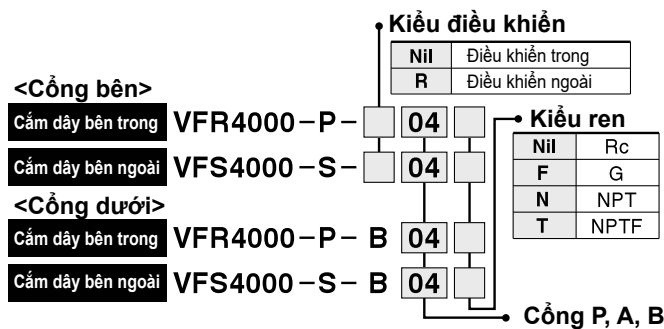 Kiểu điều khiển
Nil Điều khiển trong
R Điều khiển ngoài
<Cổng bên>
Cắm dây bên trong VFR4000-P- 04
Cắm dây bên ngoài VFS4000-S- 04
Kiểu ren
Nil Rc
F G
N NPT
T NPTF
<Cổng dưới>
Cắm dây bên trong VFR4000-P- B 04
Cắm dây bên ngoài VFS4000-S- B 04
Cổng P, A, B